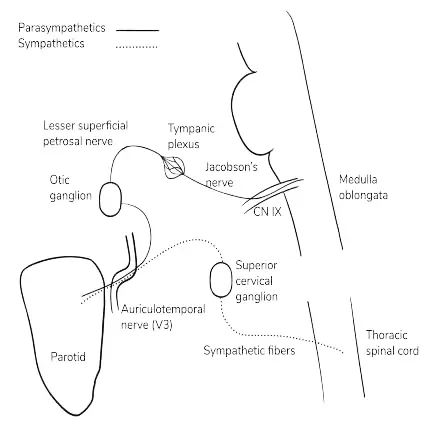 Parasympathetics
Sympathetics
Lesser superficial
petrosal nerve
Tympanic
plexus
Jacobson's
nerve
Otic
ganglion
CN IX
Medulla
oblongata
Superior
cervical
ganglion
Auriculotemporal
nerve (V3)
Parotid
Sympathetic fibers
Thoracic
spinal cord